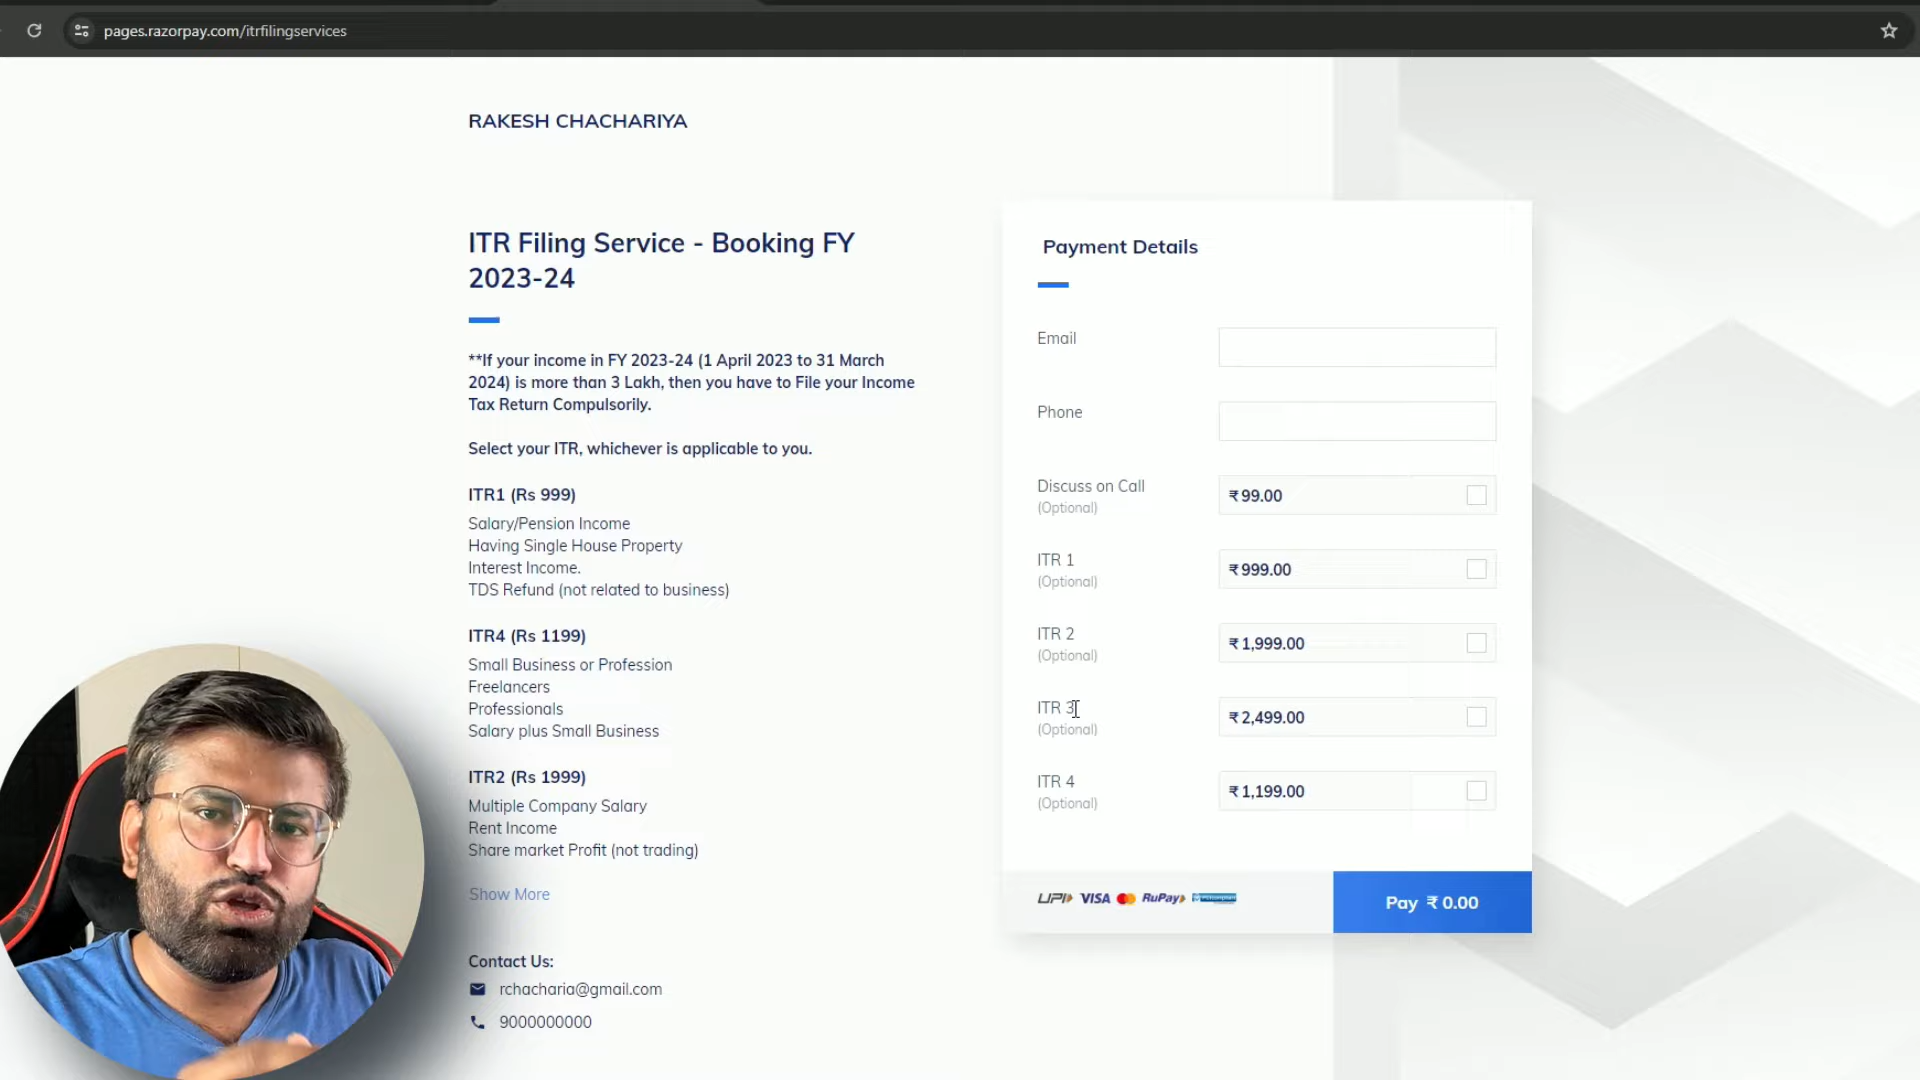 pages.razorpay.com/itrfilingservices
RAKESH CHACHARIYA
ITR Filing Service - Booking FY
2023-24
**If your income in FY 2023-24 (1 April 2023 to 31 March
2024) is more than 3 Lakh, then you have to File your Income
Tax Return Compulsorily.
Select your ITR, whichever is applicable to you.
ITR1 (Rs 999)
Salary/Pension Income
Having Single House Property
Interest Income.
TDS Refund (not related to business)
ITR4 (Rs 1199)
Small Business or Profession
Freelancers
Professionals
Salary plus Small Business
ITR2 (Rs 1999)
Multiple Company Salary
Rent Income
Share market Profit (not trading)
Show More
Contact Us:
rchacharia@gmail.com
9000000000
Payment Details
Email
Phone
Discuss on Call
(Optional)
₹ 99.00
ITR 1
(Optional)
₹ 999.00
ITR 2
(Optional)
₹ 1,999.00
ITR 3
(Optional)
₹ 2,499.00
ITR 4
(Optional)
₹ 1,199.00
UPI VISA RuPay
Pay ₹ 0.00